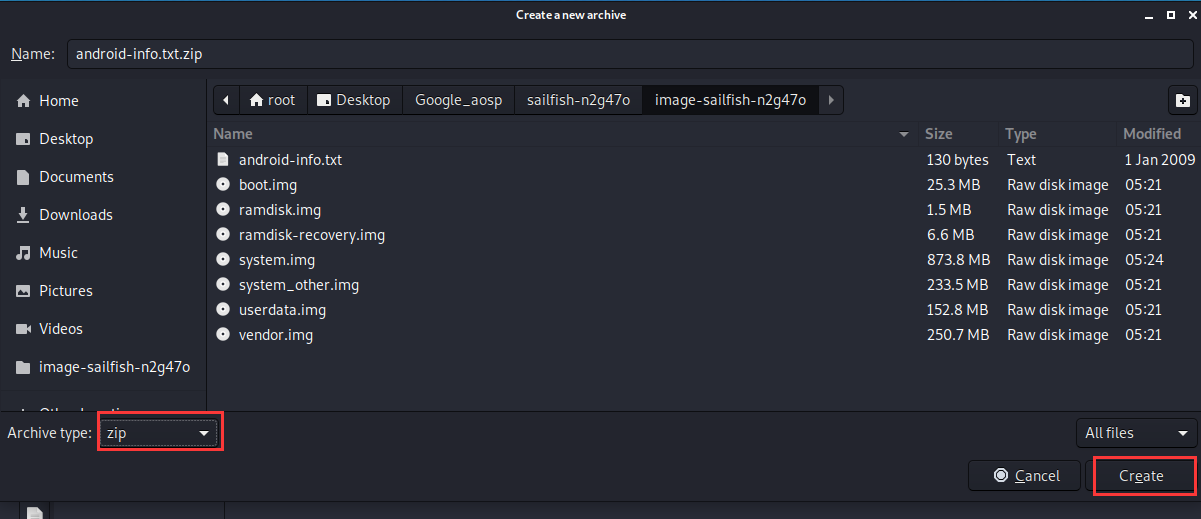 Create a new archive
Name: android-info.txt.zip
Home
Desktop
Documents
Downloads
Music
Pictures
Videos
image-sailfish-n2g47o
root Desktop Google_aosp sailfish-n2g47o image-sailfish-n2g47o
Name Size Type Modified
android-info.txt 130 bytes Text 1 Jan 2009
boot.img 25.3 MB Raw disk image 05:21
ramdisk.img 1.5 MB Raw disk image 05:21
ramdisk-recovery.img 6.6 MB Raw disk image 05:21
system.img 873.8 MB Raw disk image 05:24
system_other.img 233.5 MB Raw disk image 05:21
userdata.img 152.8 MB Raw disk image 05:21
vendor.img 250.7 MB Raw disk image 05:21
Archive type: zip All files
Cancel Create